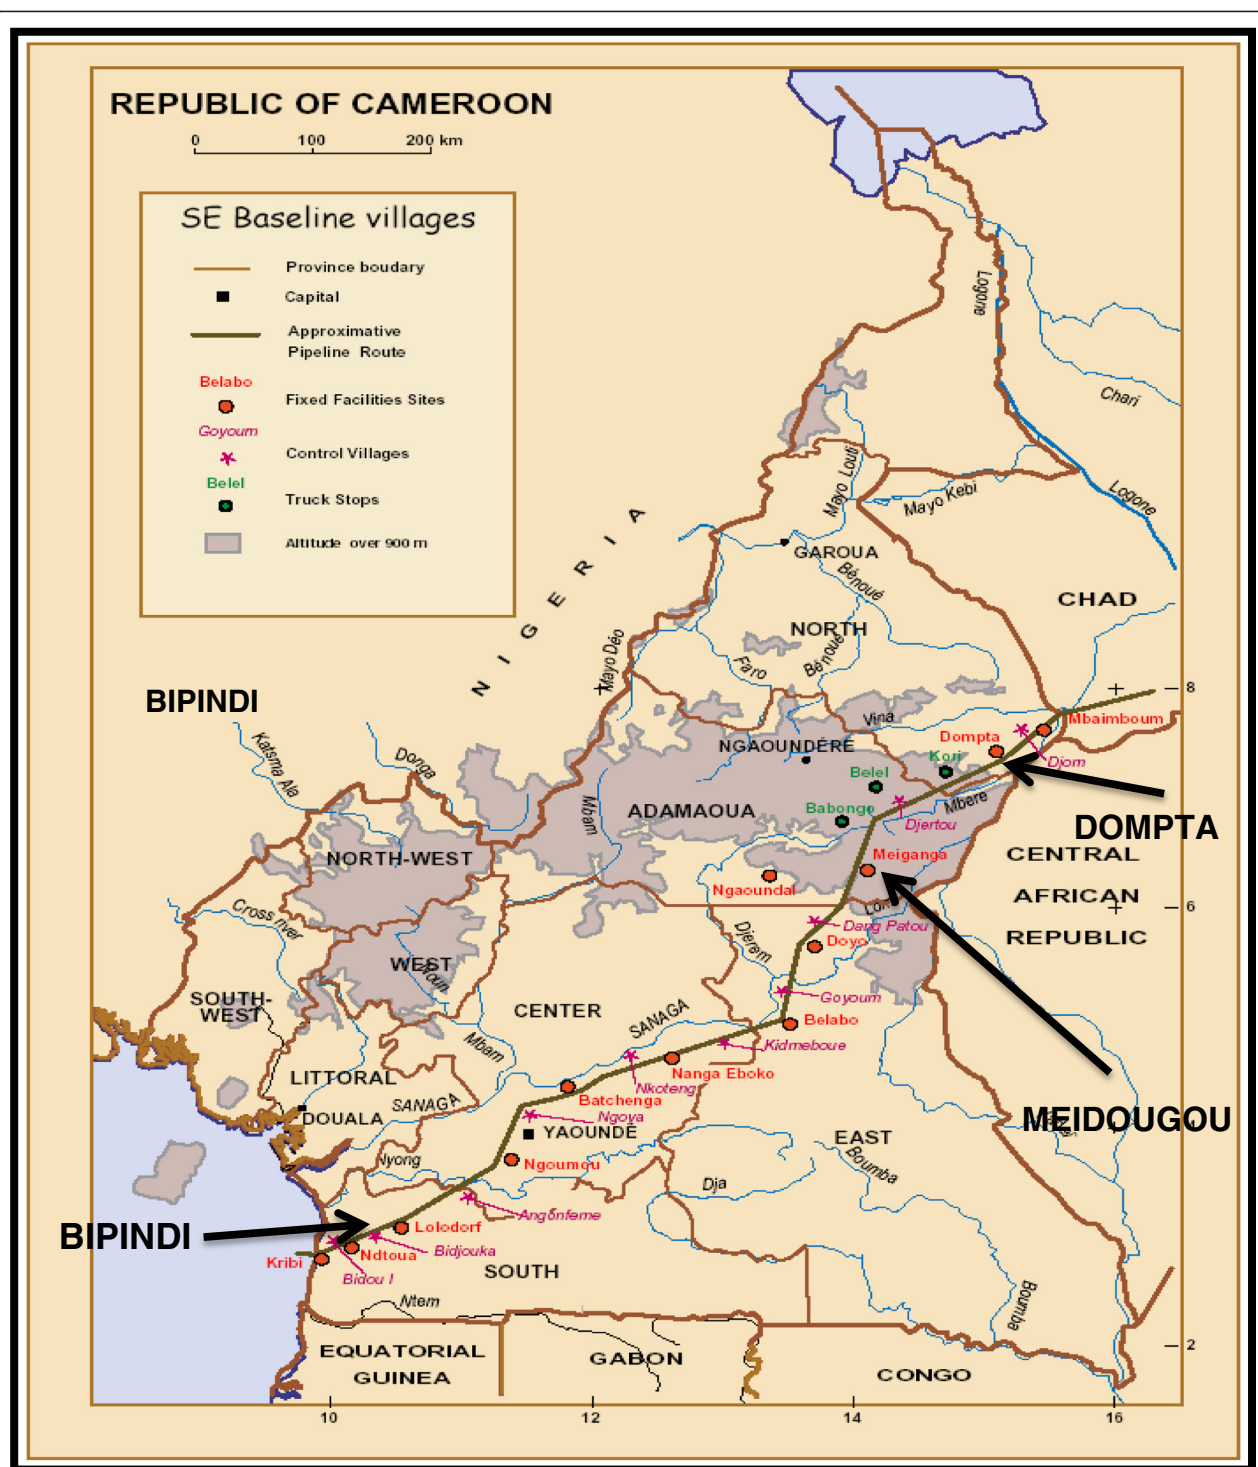 REPUBLIC OF CAMEROON
0 100 200 km
SE Baseline villages
Province boudary
Capital
Approximative
Pipeline Route
Belabo
Fixed Facilities Sites
Goyoum
Control Villages
Belel
Truck Stops
Altitude over 900 m
Logone
Chari
Mayo Louti
Mayo Kebi
Logone
NIGERIA
GAROUA
Bénoué
CHAD
NORTH
Mayo Déo
Faro
Bénoué
8
BIPINDI
Katsma Ala
Donga
Vina
Mbaimboum
Dompta
NGAOUNDÉRÉ
Kori
Djom
Belel
Mbere
Mbam
ADAMAOUA
Babongo
Djertou
DOMPTA
NORTH-WEST
Meiganga
CENTRAL
AFRICAN
REPUBLIC
Ngaoundal
6
Cross river
Dang Patou
Djerem
Doyo
WEST
Noun
SOUTH-
WEST
CENTER
SANAGA
Goyoum
Belabo
Mbam
Kidmeboue
Nanga Eboko
LITTORAL
Nkoteng
Batchenga
DOUALA
SANAGA
Ngoya
YAOUNDÉ
MEIDOUGOU
EAST
Nyong
Ngoumou
Boumba
Dja
Angonfeme
BIPINDI
Lolodorf
Kribi
Ndtoua
Bidjouka
Bidou I
SOUTH
Ntem
Boumba
2
EQUATORIAL
GUINEA
GABON
CONGO
10 12 14 16